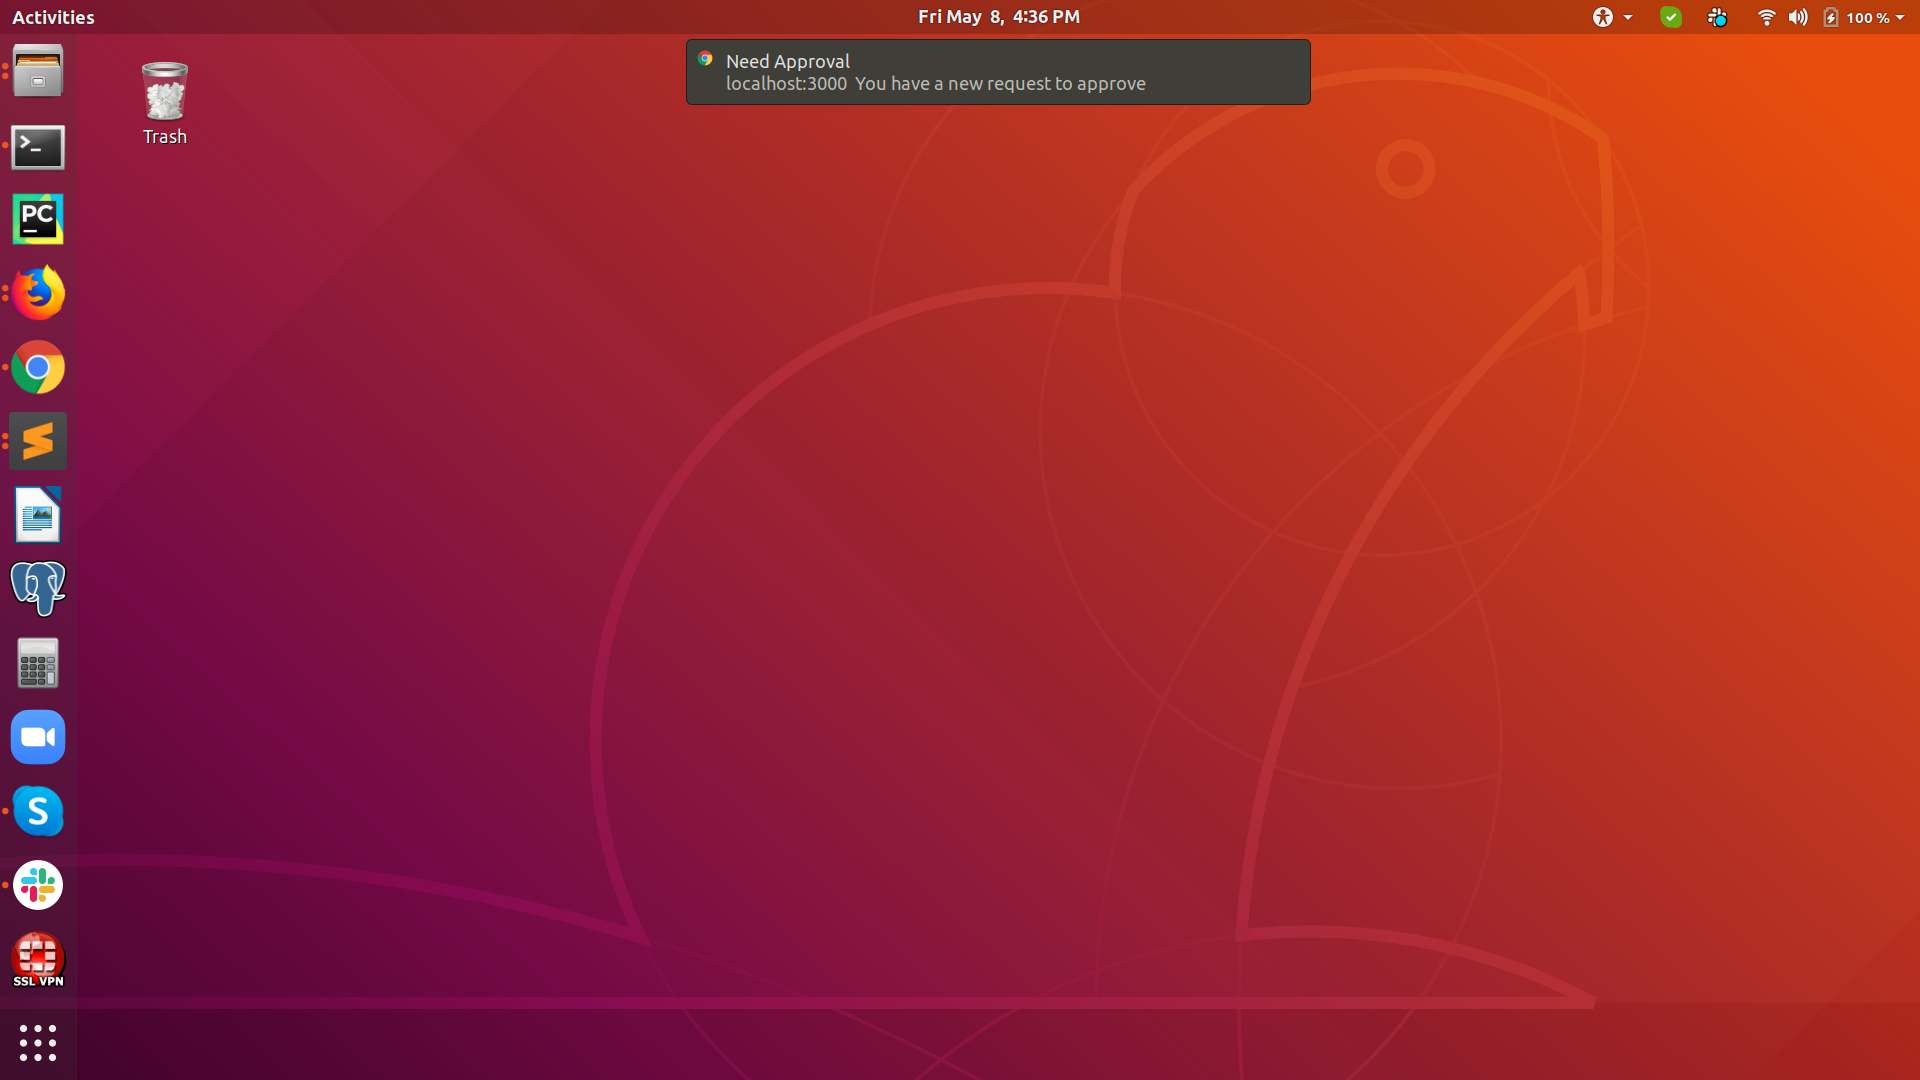 Activities
Fri May 8, 4:36 PM
100 %
Need Approval
localhost:3000 You have a new request to approve
Trash
>_
PC
S
SSL VPN